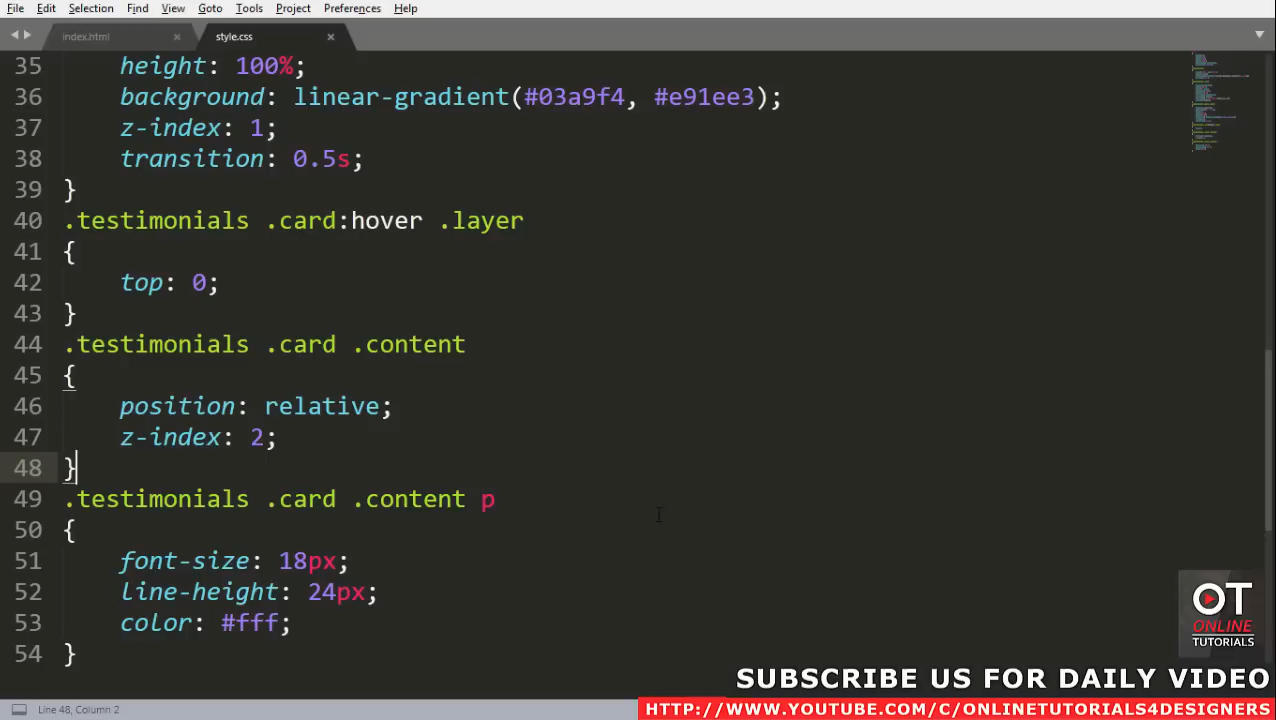 File Edit Selection Find View Goto Tools Project Preferences Help
index.html × style.css ×
35 height: 100%;
36 background: linear-gradient(#03a9f4, #e91ee3);
37 z-index: 1;
38 transition: 0.5s;
39 }
40 .testimonials .card:hover .layer
41 {
42 top: 0;
43 }
44 .testimonials .card .content
45 {
46 position: relative;
47 z-index: 2;
48 }
49 .testimonials .card .content p
50 {
51 font-size: 18px;
52 line-height: 24px;
53 color: #fff;
54 }
OT
ONLINE
TUTORIALS
SUBSCRIBE US FOR DAILY VIDEO
Line 48, Column 2
HTTP://WWW.YOUTUBE.COM/C/ONLINETUTORIALS4DESIGNERS